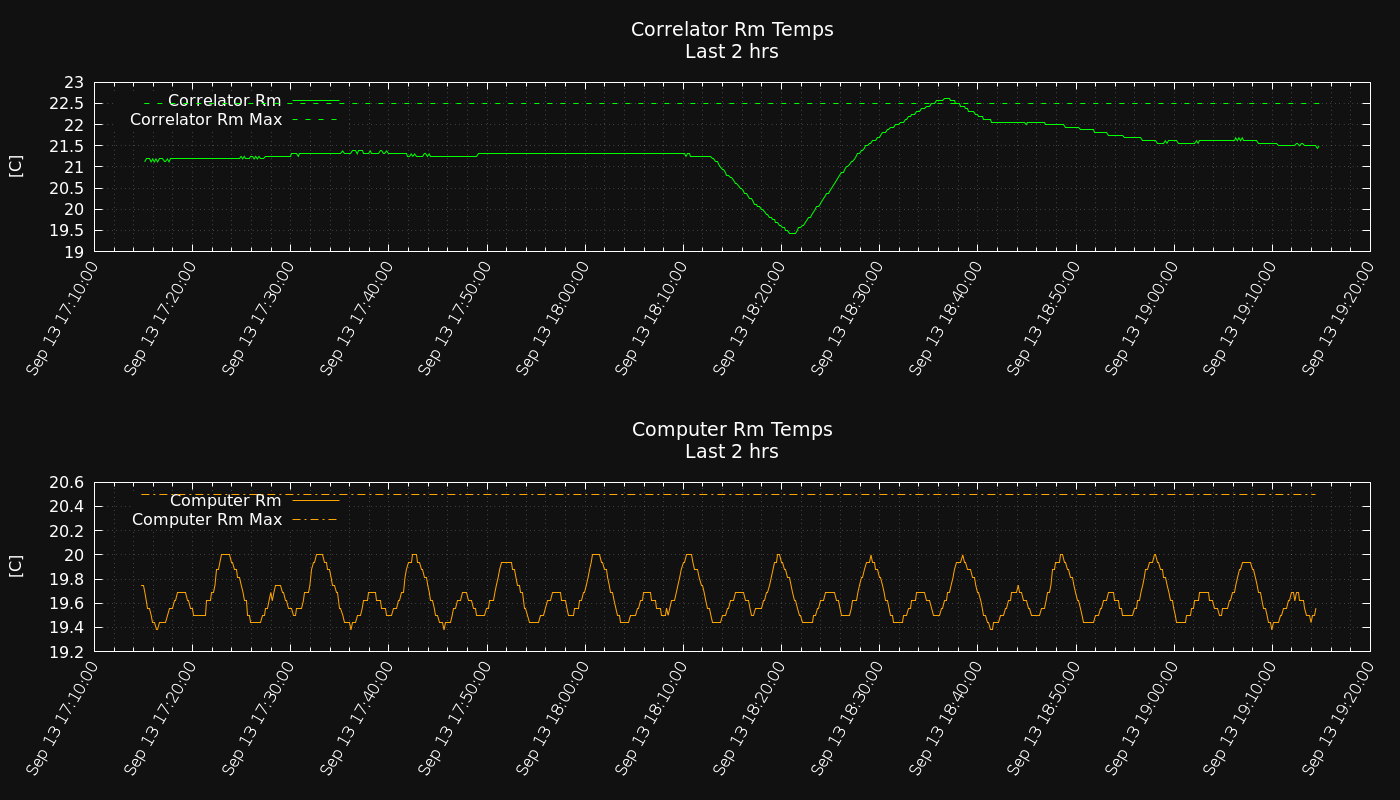 Correlator Rm Temps
Last 2 hrs
23
22.5
22
21.5
21
20.5
20
19.5
19
[C]
Correlator Rm
Correlator Rm Max
Sep 13 17:10:00
Sep 13 17:20:00
Sep 13 17:30:00
Sep 13 17:40:00
Sep 13 17:50:00
Sep 13 18:00:00
Sep 13 18:10:00
Sep 13 18:20:00
Sep 13 18:30:00
Sep 13 18:40:00
Sep 13 18:50:00
Sep 13 19:00:00
Sep 13 19:10:00
Sep 13 19:20:00
Computer Rm Temps
Last 2 hrs
20.6
20.4
20.2
20
19.8
19.6
19.4
19.2
[C]
Computer Rm
Computer Rm Max
Sep 13 17:10:00
Sep 13 17:20:00
Sep 13 17:30:00
Sep 13 17:40:00
Sep 13 17:50:00
Sep 13 18:00:00
Sep 13 18:10:00
Sep 13 18:20:00
Sep 13 18:30:00
Sep 13 18:40:00
Sep 13 18:50:00
Sep 13 19:00:00
Sep 13 19:10:00
Sep 13 19:20:00